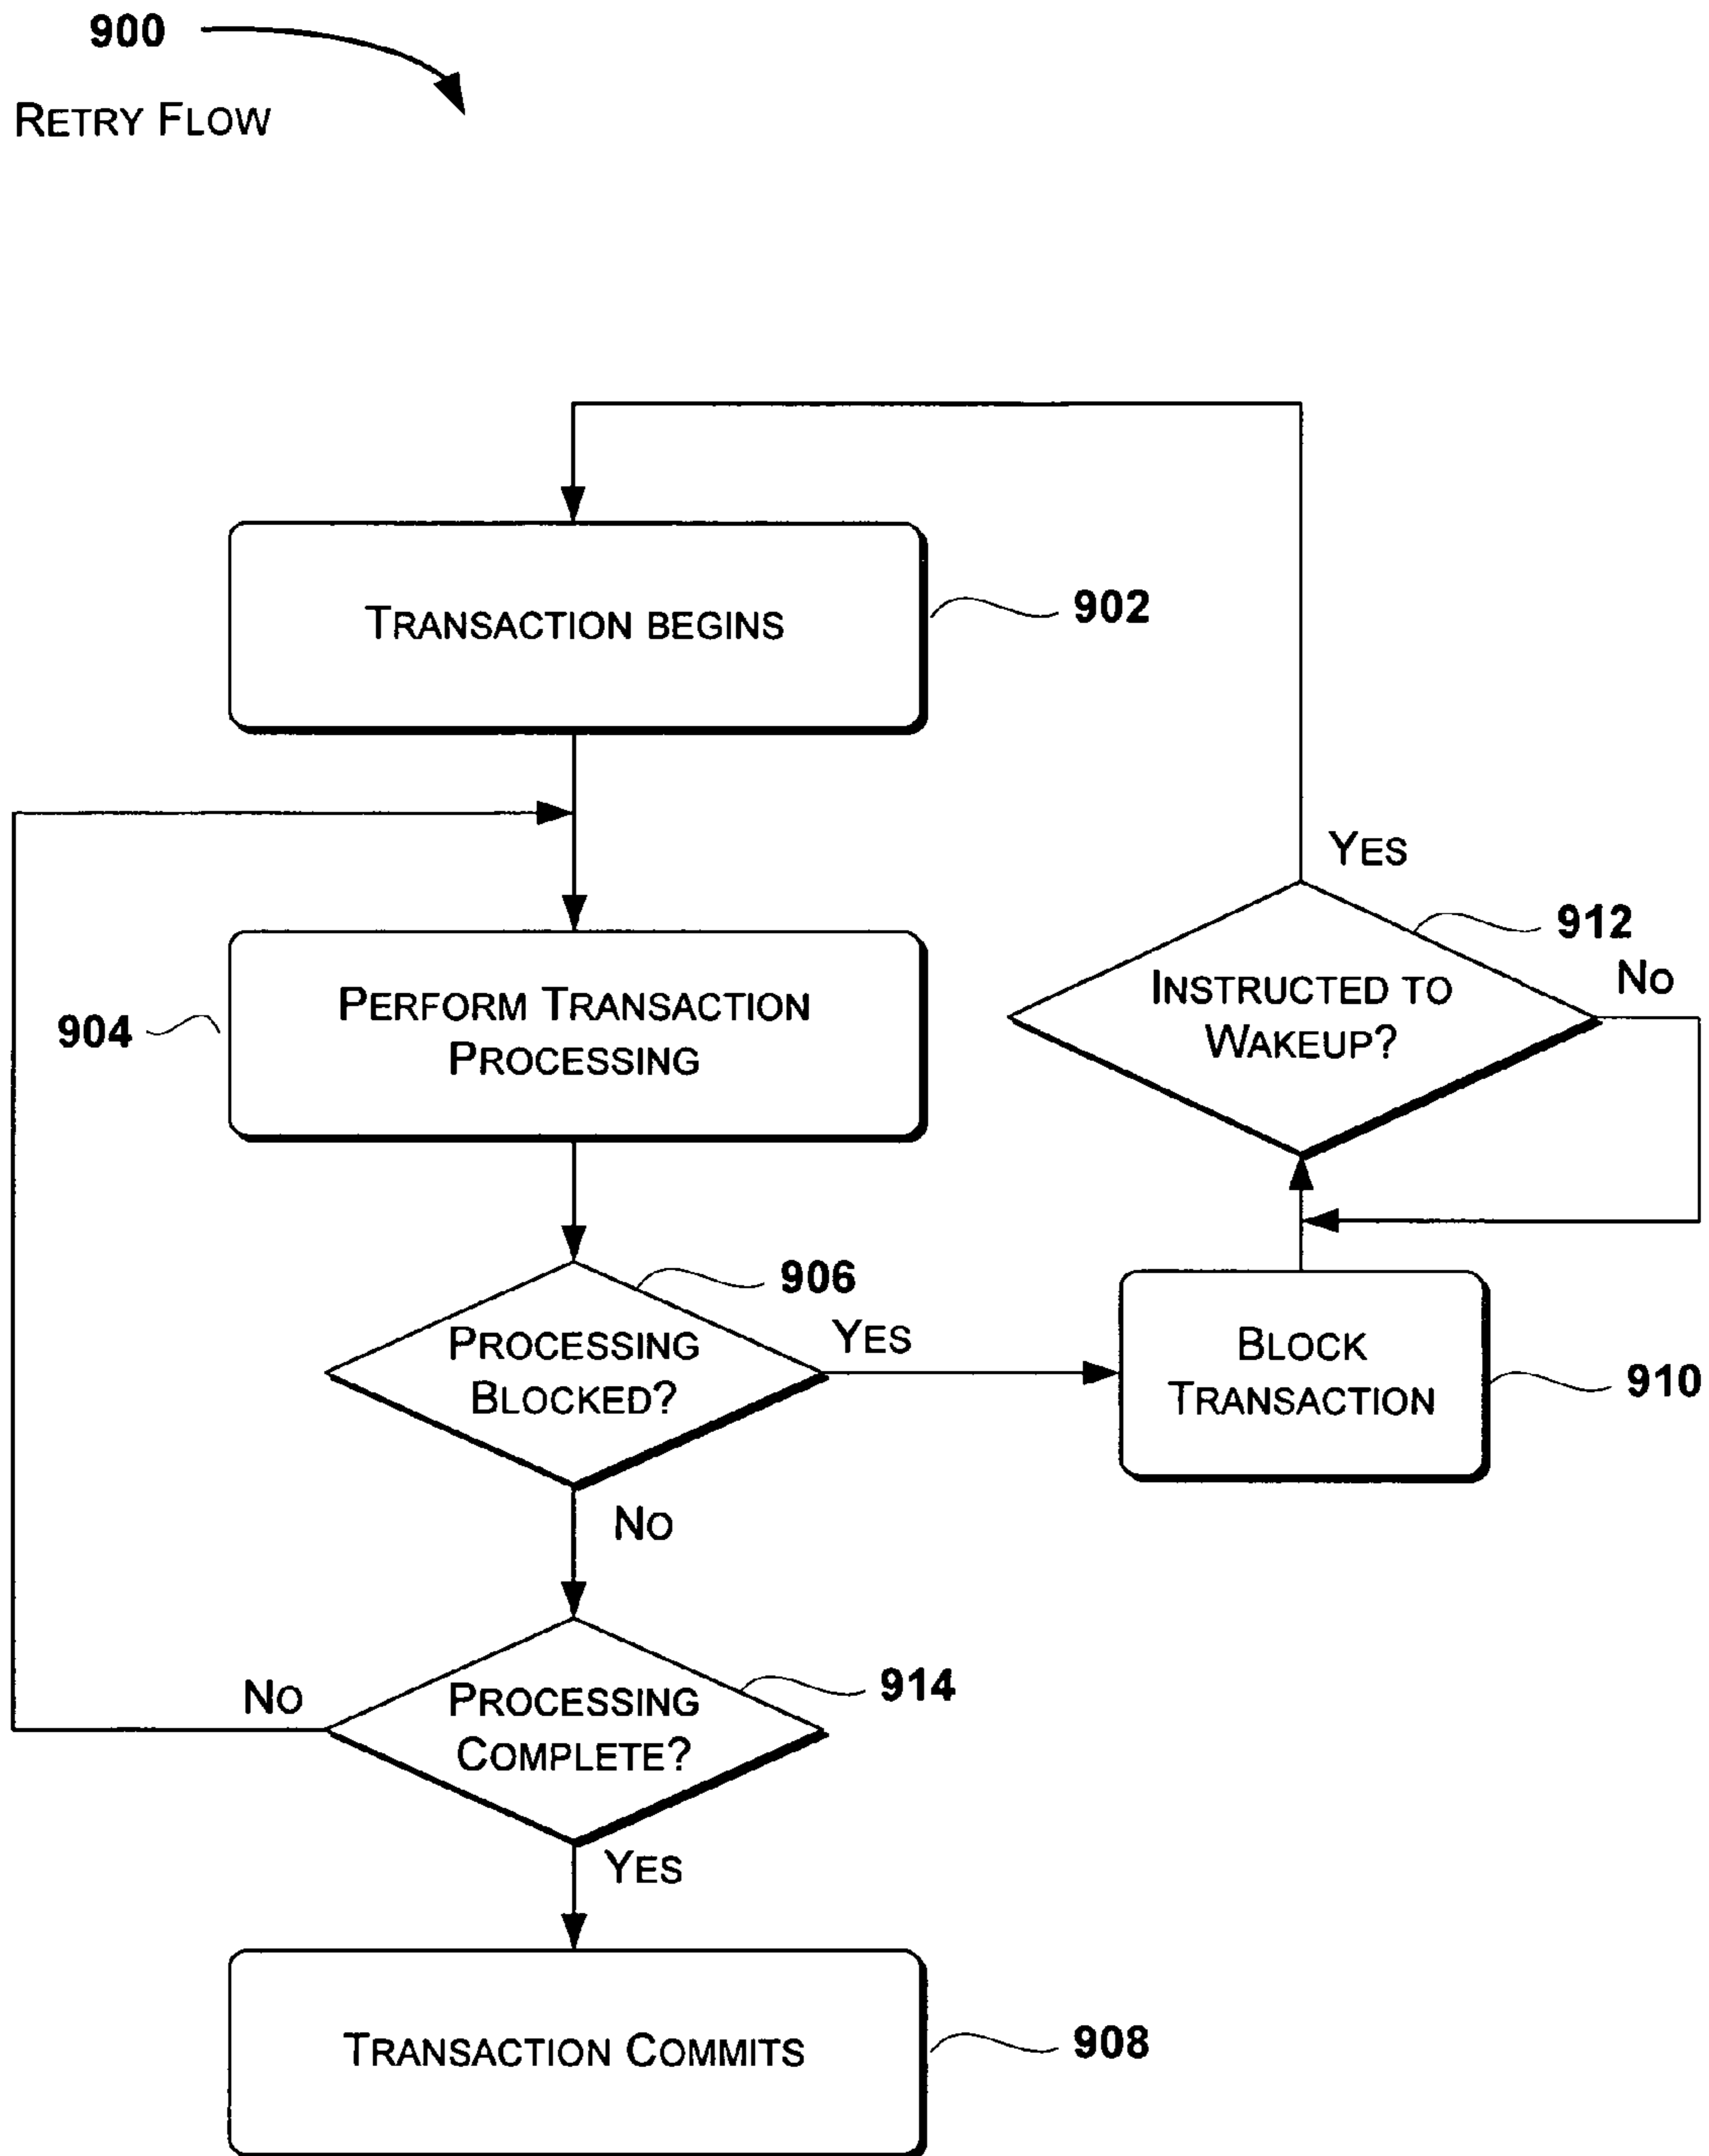 900
RETRY FLOW
TRANSACTION BEGINS
902
YES
912
NO
INSTRUCTED TO
WAKEUP?
PERFORM TRANSACTION
PROCESSING
904
906
PROCESSING
BLOCKED?
YES
BLOCK
TRANSACTION
910
NO
914
NO
PROCESSING
COMPLETE?
YES
TRANSACTION COMMITS
908